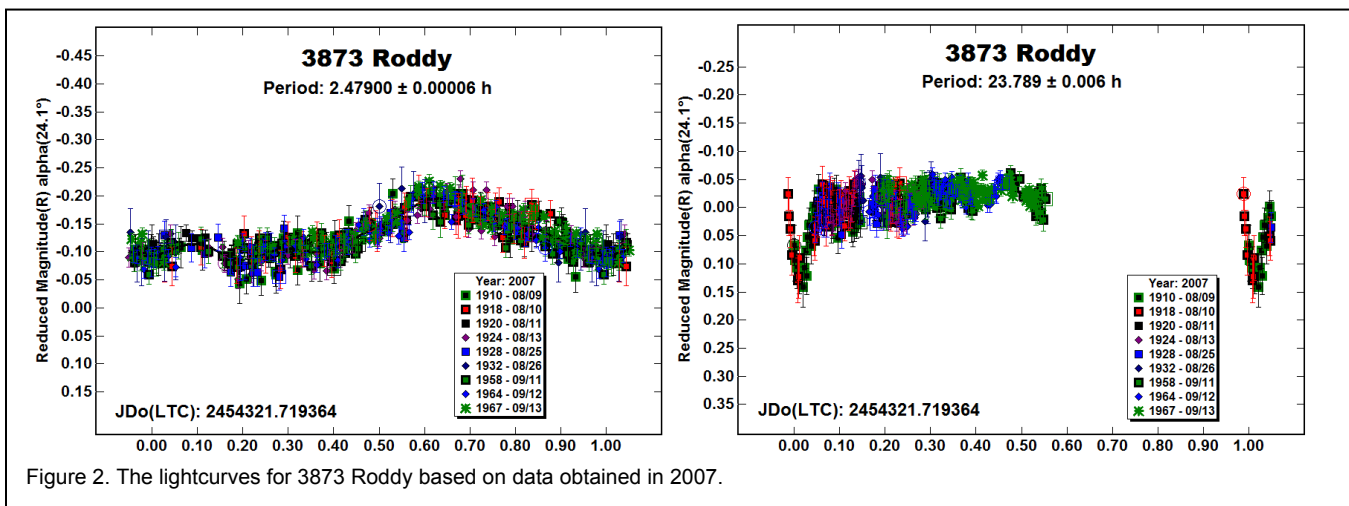 3873 Roddy
Period: 2.47900 ± 0.00006 h
Reduced Magnitude(R) alpha(24.1°)
-0.45
-0.40
-0.35
-0.30
-0.25
-0.20
-0.15
-0.10
-0.05
0.00
0.05
0.10
0.15
Year: 2007
1910 - 08/09
1918 - 08/10
1920 - 08/11
1924 - 08/13
1928 - 08/25
1932 - 08/26
1958 - 09/11
1964 - 09/12
1967 - 09/13
JDo(LTC): 2454321.719364
0.00 0.10 0.20 0.30 0.40 0.50 0.60 0.70 0.80 0.90 1.00
3873 Roddy
Period: 23.789 ± 0.006 h
Reduced Magnitude(R) alpha(24.1°)
-0.25
-0.20
-0.15
-0.10
-0.05
0.00
0.05
0.10
0.15
0.20
0.25
0.30
0.35
Year: 2007
1910 - 08/09
1918 - 08/10
1920 - 08/11
1924 - 08/13
1928 - 08/25
1932 - 08/26
1958 - 09/11
1964 - 09/12
1967 - 09/13
JDo(LTC): 2454321.719364
0.00 0.10 0.20 0.30 0.40 0.50 0.60 0.70 0.80 0.90 1.00
Figure 2. The lightcurves for 3873 Roddy based on data obtained in 2007.